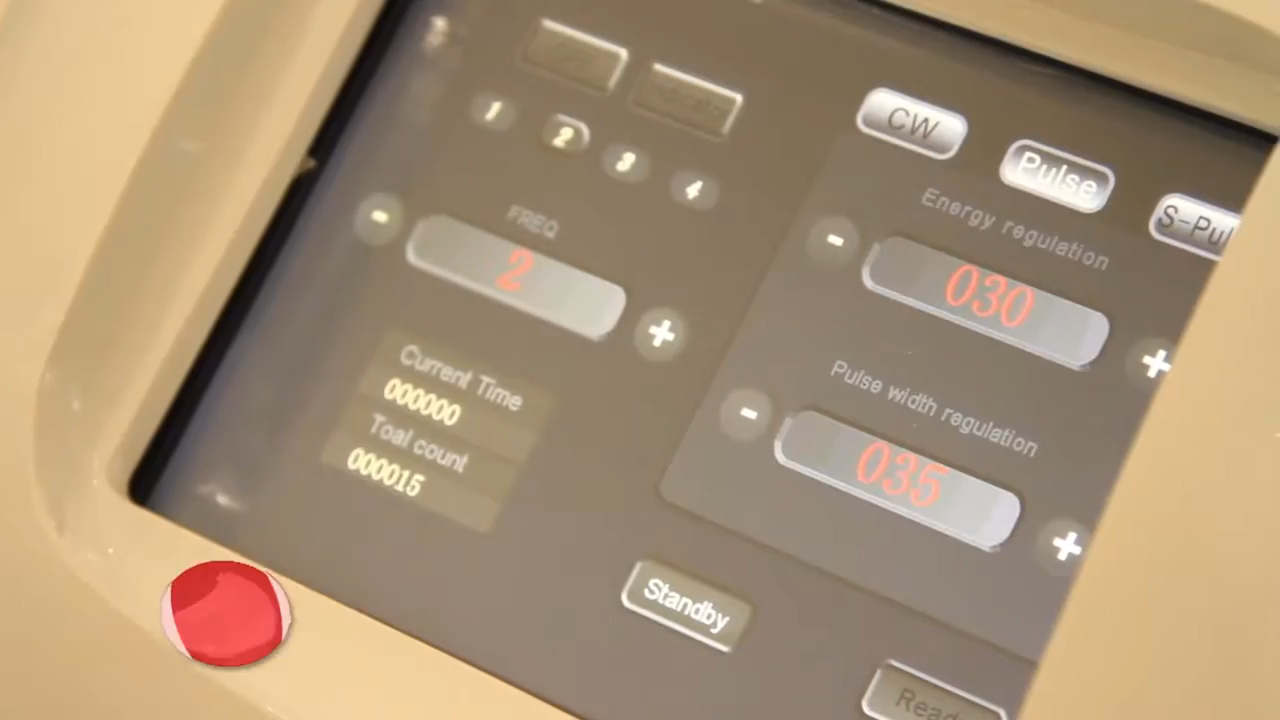 1
2
3
4
CW
Pulse
S-Pu
FREQ
-
2
+
Energy regulation
-
030
+
Pulse width regulation
-
035
+
Current Time
000000
Toal count
000015
Standby
Read